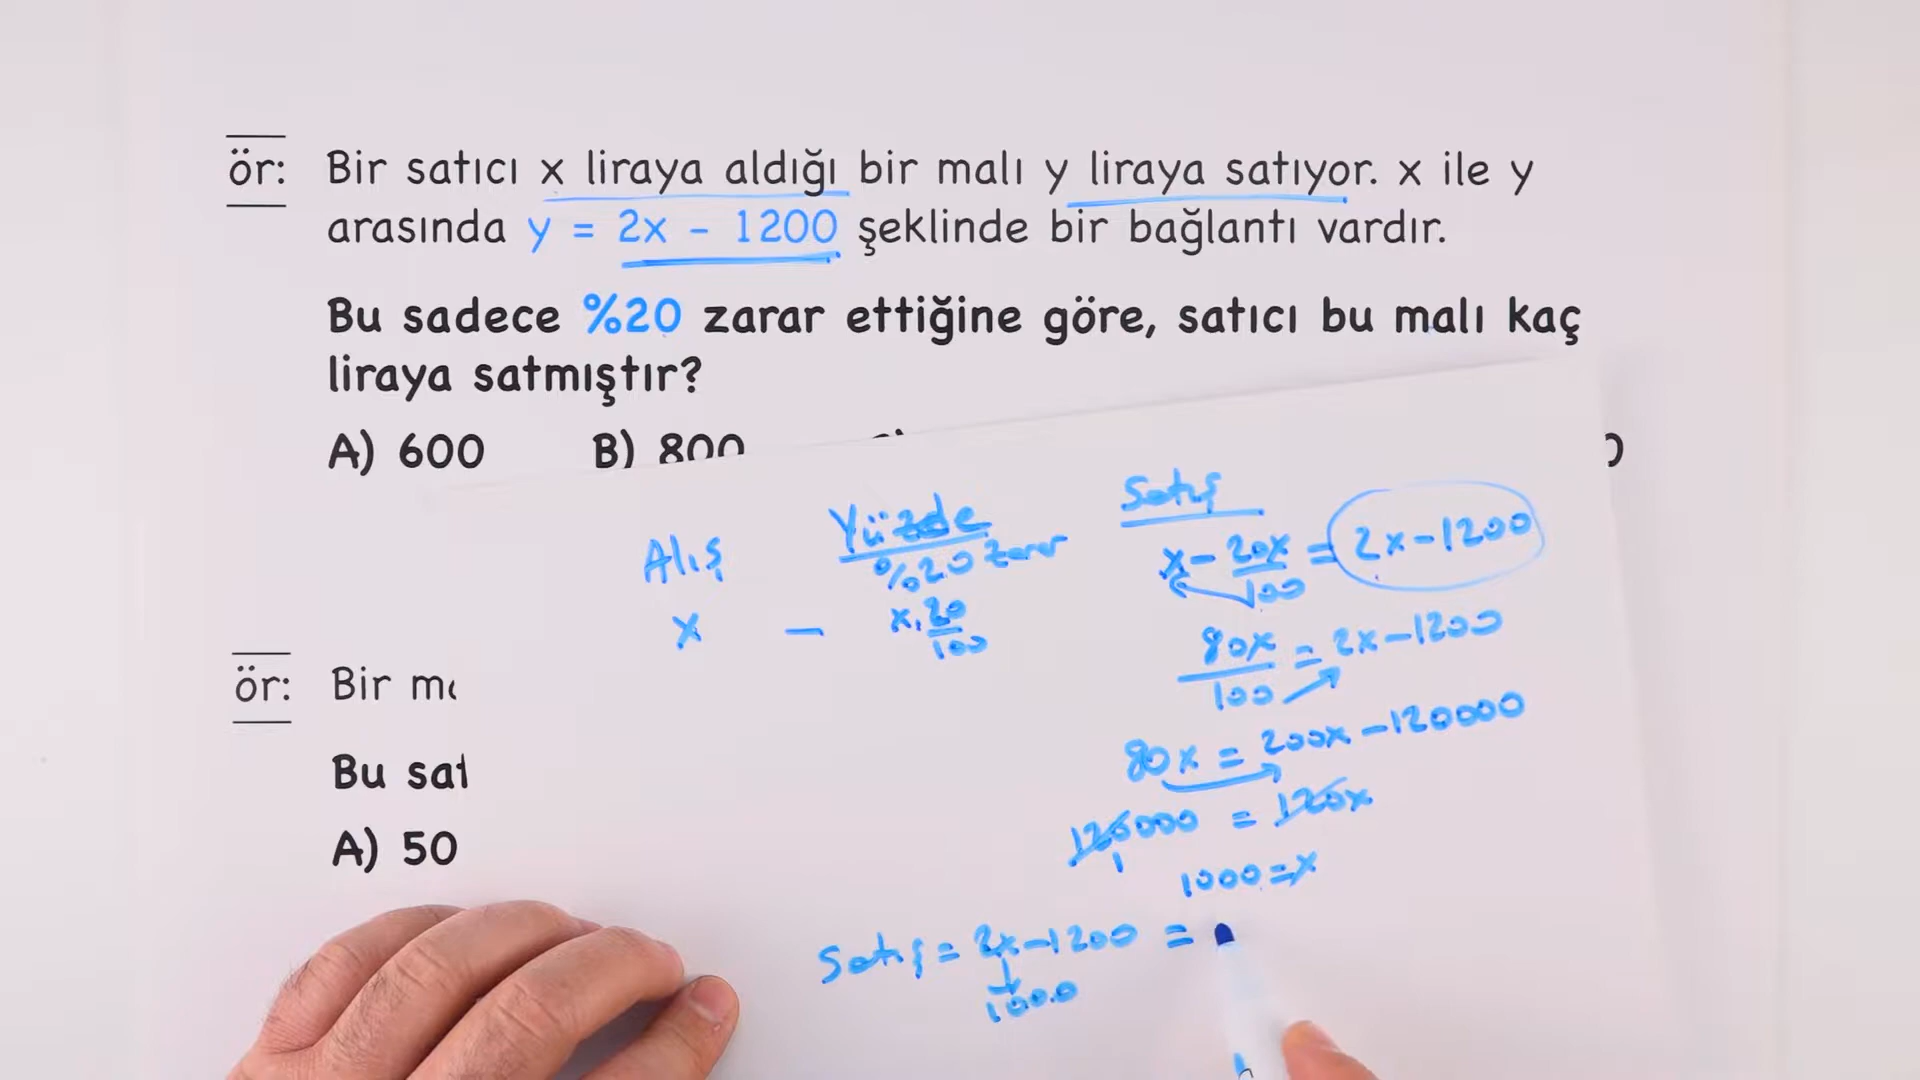 ör: Bir satıcı x liraya aldığı bir malı y liraya satıyor. x ile y
arasında y = 2x - 1200 şeklinde bir bağlantı vardır.
Bu sadece %20 zarar ettiğine göre, satıcı bu malı kaç
liraya satmıştır?
A) 600 B) 800
Alış Yüzde Satış
%20 zarar
x - x.20/100
x - 20x/100 = 2x - 1200
80x/100 = 2x - 1200
80x = 200x - 120000
120000 = 120x
1
1000 = x
Satış = 2x - 1200 =
1000
ör: Bir
Bu
A) 50